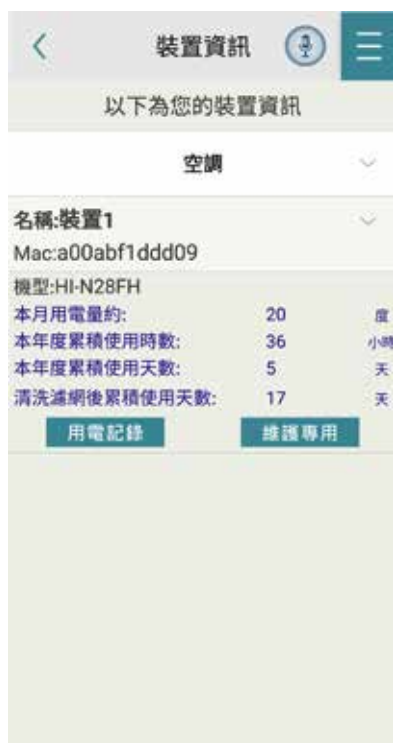 裝置資訊
以下為您的裝置資訊
空調
名稱:裝置1
Mac:a00abf1ddd09
機型:HI-N28FH
本月用電量約: 20 度
本年度累積使用時數: 36 小時
本年度累積使用天數: 5 天
清洗濾網後累積使用天數: 17 天
用電記錄 維護專用